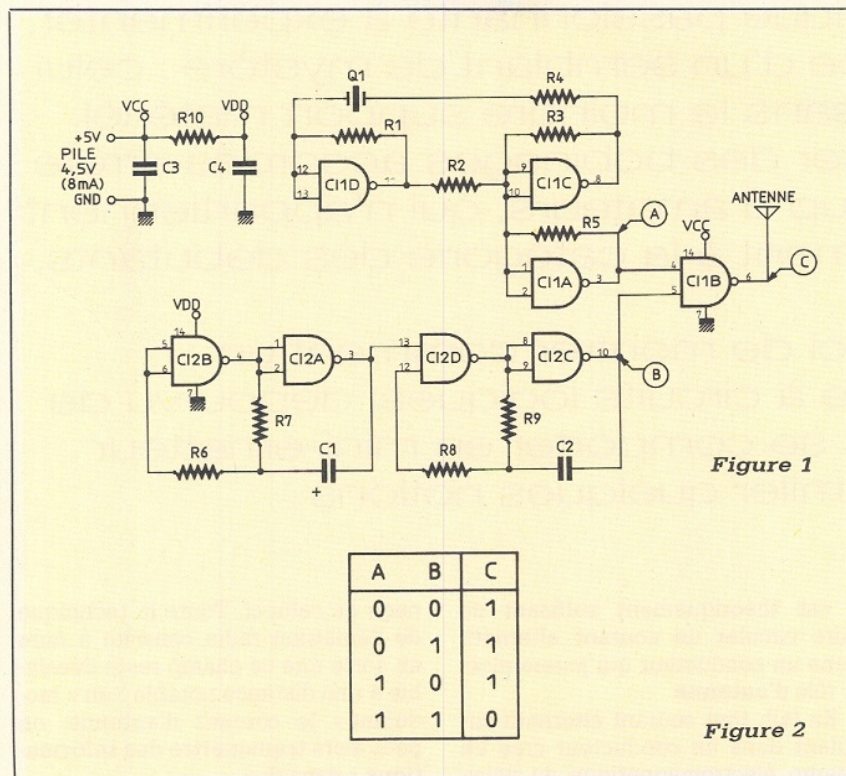 Q1
R4
VCC
R10
VDD
R1
R3
+5V
PILE
4,5V
(8mA)
GND
C3
C4
12
13
CI1D
11
R2
9
10
CI1C
8
R5
A
ANTENNE
1
2
CI1A
3
VCC
14
4
5
CI1B
6
7
C
VDD
14
5
6
CI2B
4
7
1
2
CI2A
3
13
12
CI2D
8
9
CI2C
10
B
R7
R9
R6
C1
+
R8
C2
Figure 1
A B C
0 0 1
0 1 1
1 0 1
1 1 0
Figure 2